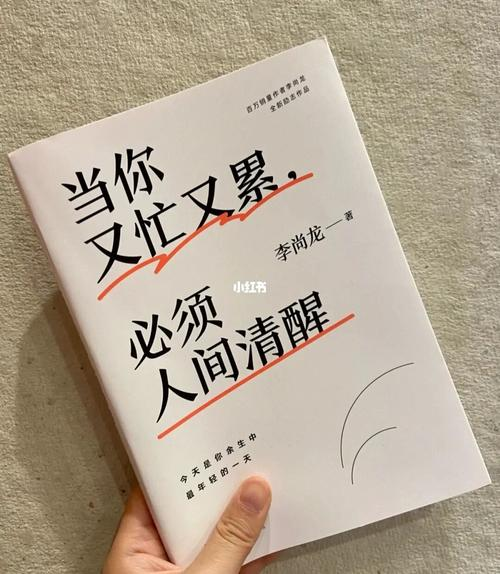 百万销量作者李尚龙
全新励志作品
当你
又忙又累，
李尚龙——著
小红书
必须
人间清醒
今天是你余生中
最年轻的一天